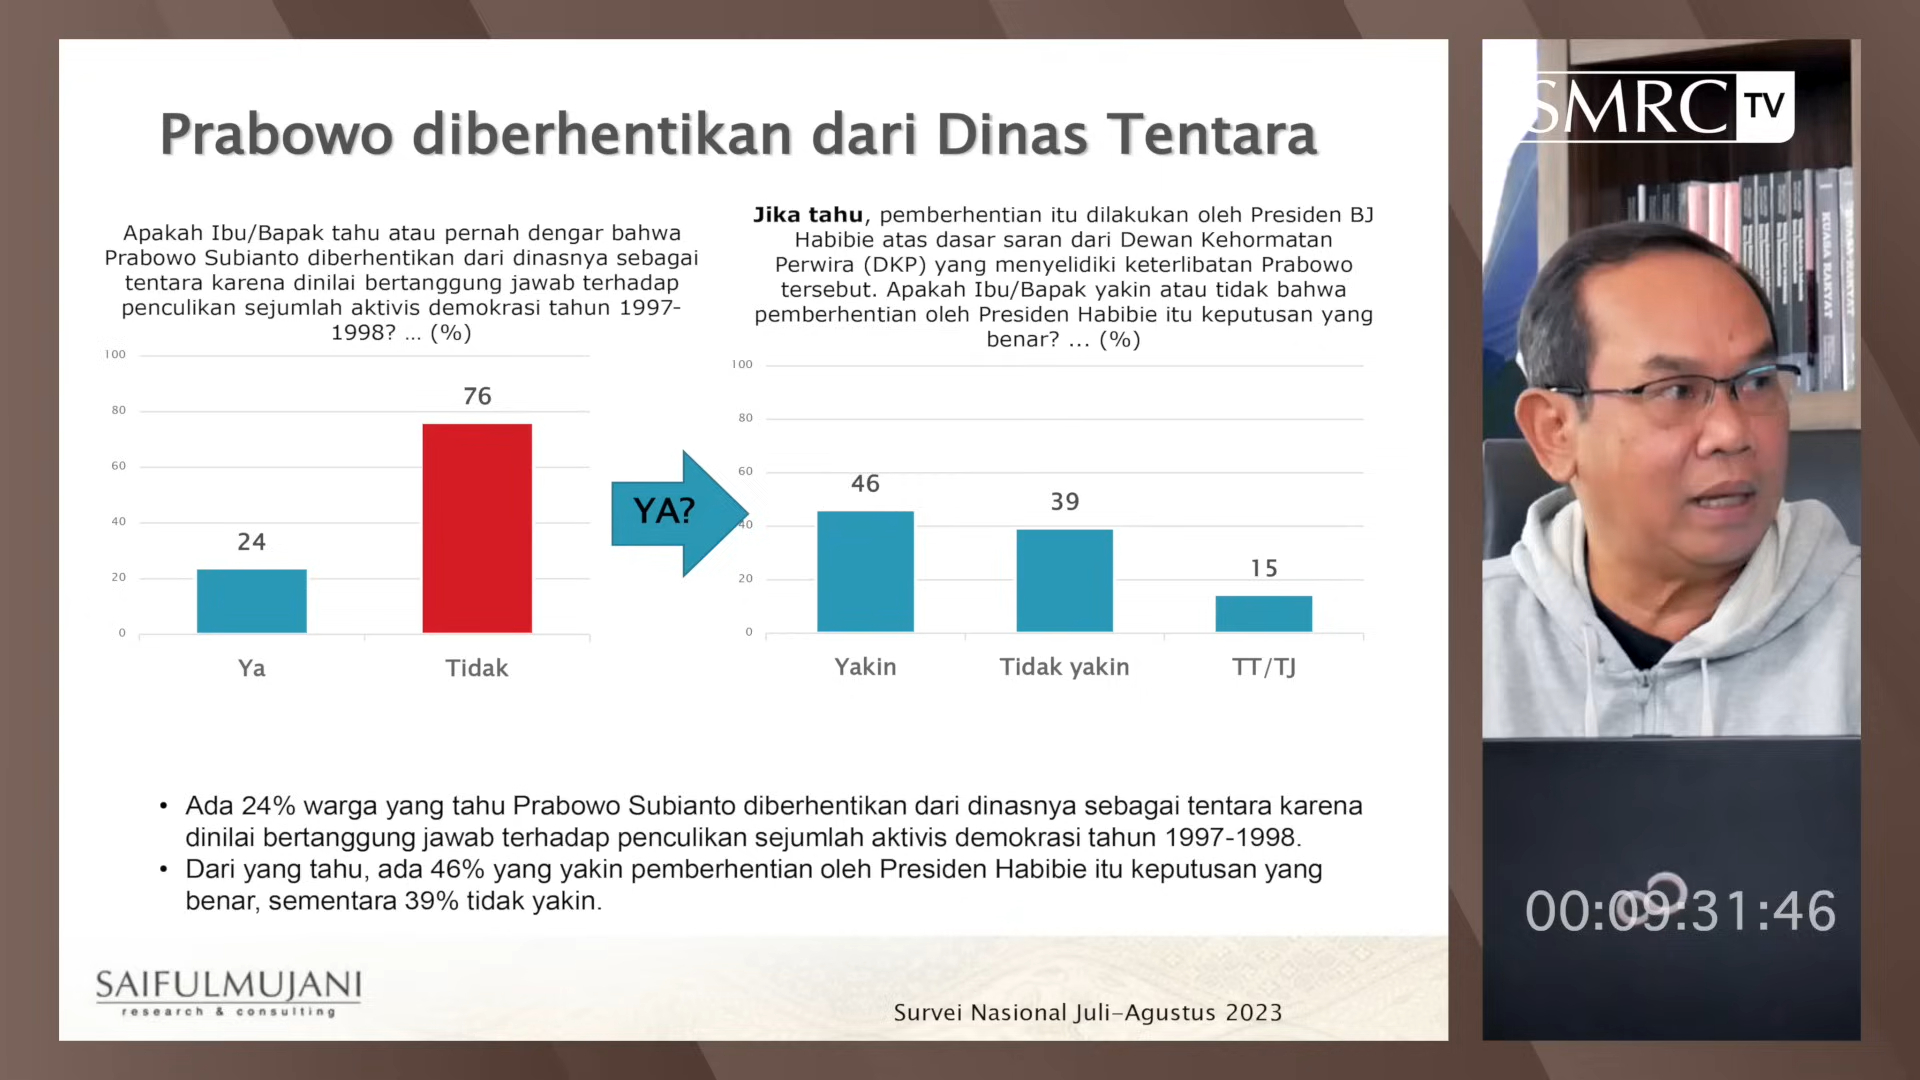 Prabowo diberhentikan dari Dinas Tentara
Apakah Ibu/Bapak tahu atau pernah dengar bahwa
Prabowo Subianto diberhentikan dari dinasnya sebagai
tentara karena dinilai bertanggung jawab terhadap
penculikan sejumlah aktivis demokrasi tahun 1997-
1998? ... (%)
100
80
60
40
20
0
24
76
Ya
Tidak
YA?
Jika tahu, pemberhentian itu dilakukan oleh Presiden BJ
Habibie atas dasar saran dari Dewan Kehormatan
Perwira (DKP) yang menyelidiki keterlibatan Prabowo
tersebut. Apakah Ibu/Bapak yakin atau tidak bahwa
pemberhentian oleh Presiden Habibie itu keputusan yang
benar? ... (%)
100
80
60
40
20
0
46
39
15
Yakin
Tidak yakin
TT/TJ
• Ada 24% warga yang tahu Prabowo Subianto diberhentikan dari dinasnya sebagai tentara karena
dinilai bertanggung jawab terhadap penculikan sejumlah aktivis demokrasi tahun 1997-1998.
• Dari yang tahu, ada 46% yang yakin pemberhentian oleh Presiden Habibie itu keputusan yang
benar, sementara 39% tidak yakin.
SAIFULMUJANI
research & consulting
Survei Nasional Juli-Agustus 2023
SMRC TV
KUASA RAKYAT
00:09:31:46